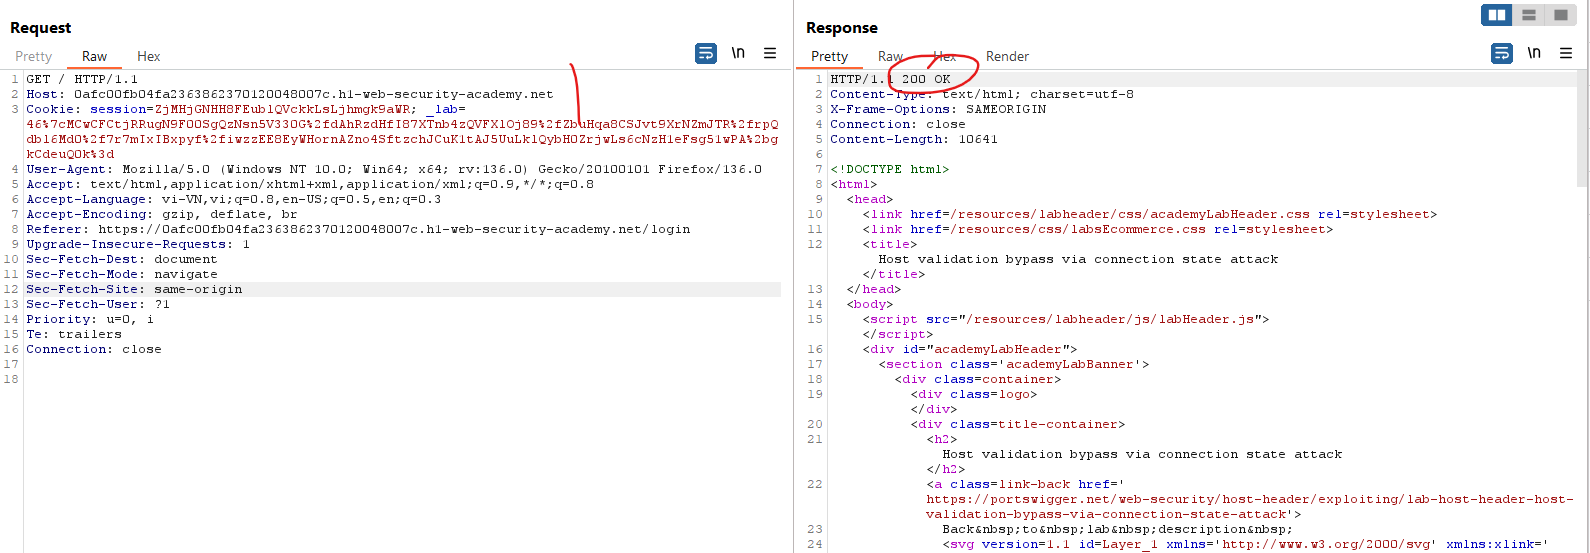 Request
Pretty Raw Hex
\n
1 GET / HTTP/1.1
2 Host: 0afc00fb04fa2363862370120048007c.h1-web-security-academy.net
3 Cookie: session=ZjMHjGNHH8FEublQVckkLsLjhmgk9aWR; _lab=
46%7cMCwCFCtjRRugN9F0OSgQzNsn5V33OG%2fdAhRzdHfI87XTnb4zQVFXlOj89%2fZbuHqa8CSJvt9XrNZmJTR%2frpQ
dbl6Md0%2f7r7mIxIBxpyf%2fiwzzEE8EyWHornAZno4SftzchJCuK1tAJ5UuLklQybHOZrjwLs6cNzH1eFsg51wPA%2bg
kCdeuQ0k%3d
4 User-Agent: Mozilla/5.0 (Windows NT 10.0; Win64; x64; rv:136.0) Gecko/20100101 Firefox/136.0
5 Accept: text/html,application/xhtml+xml,application/xml;q=0.9,*/*;q=0.8
6 Accept-Language: vi-VN,vi;q=0.8,en-US;q=0.5,en;q=0.3
7 Accept-Encoding: gzip, deflate, br
8 Referer: https://0afc00fb04fa2363862370120048007c.h1-web-security-academy.net/login
9 Upgrade-Insecure-Requests: 1
10 Sec-Fetch-Dest: document
11 Sec-Fetch-Mode: navigate
12 Sec-Fetch-Site: same-origin
13 Sec-Fetch-User: ?1
14 Priority: u=0, i
15 Te: trailers
16 Connection: close
17
18
Response
Pretty Raw Hex Render
\n
1 HTTP/1.1 200 OK
2 Content-Type: text/html; charset=utf-8
3 X-Frame-Options: SAMEORIGIN
4 Connection: close
5 Content-Length: 10641
6
7 <!DOCTYPE html>
8 <html>
9 <head>
10 <link href=/resources/labheader/css/academyLabHeader.css rel=stylesheet>
11 <link href=/resources/css/labsEcommerce.css rel=stylesheet>
12 <title>
Host validation bypass via connection state attack
</title>
13 </head>
14 <body>
15 <script src="/resources/labheader/js/labHeader.js">
</script>
16 <div id="academyLabHeader">
17 <section class='academyLabBanner'>
18 <div class=container>
19 <div class=logo>
</div>
20 <div class=title-container>
21 <h2>
Host validation bypass via connection state attack
</h2>
22 <a class=link-back href='
https://portswigger.net/web-security/host-header/exploiting/lab-host-header-host-
validation-bypass-via-connection-state-attack'>
23 Back&nbsp;to&nbsp;lab&nbsp;description&nbsp;
24 <svg version=1.1 id=Layer_1 xmlns='http://www.w3.org/2000/svg' xmlns:xlink='